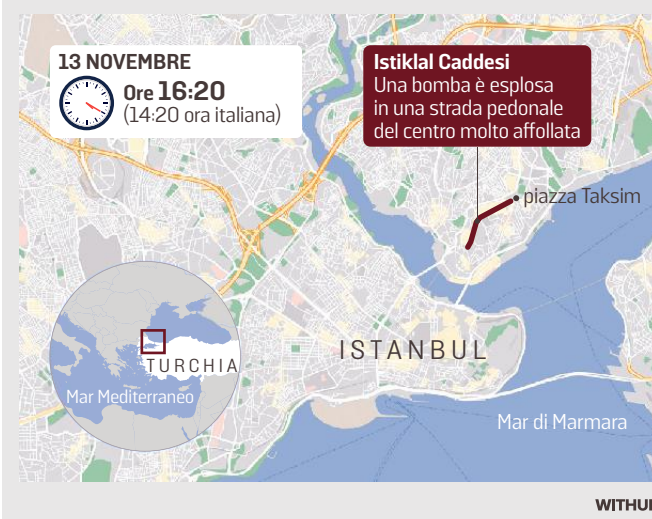 13 NOVEMBRE
Ore 16:20
(14:20 ora italiana)
Istiklal Caddesi
Una bomba è esplosa
in una strada pedonale
del centro molto affollata
piazza Taksim
ISTANBUL
TURCHIA
Mar Mediterraneo
Mar di Marmara
WITHUB